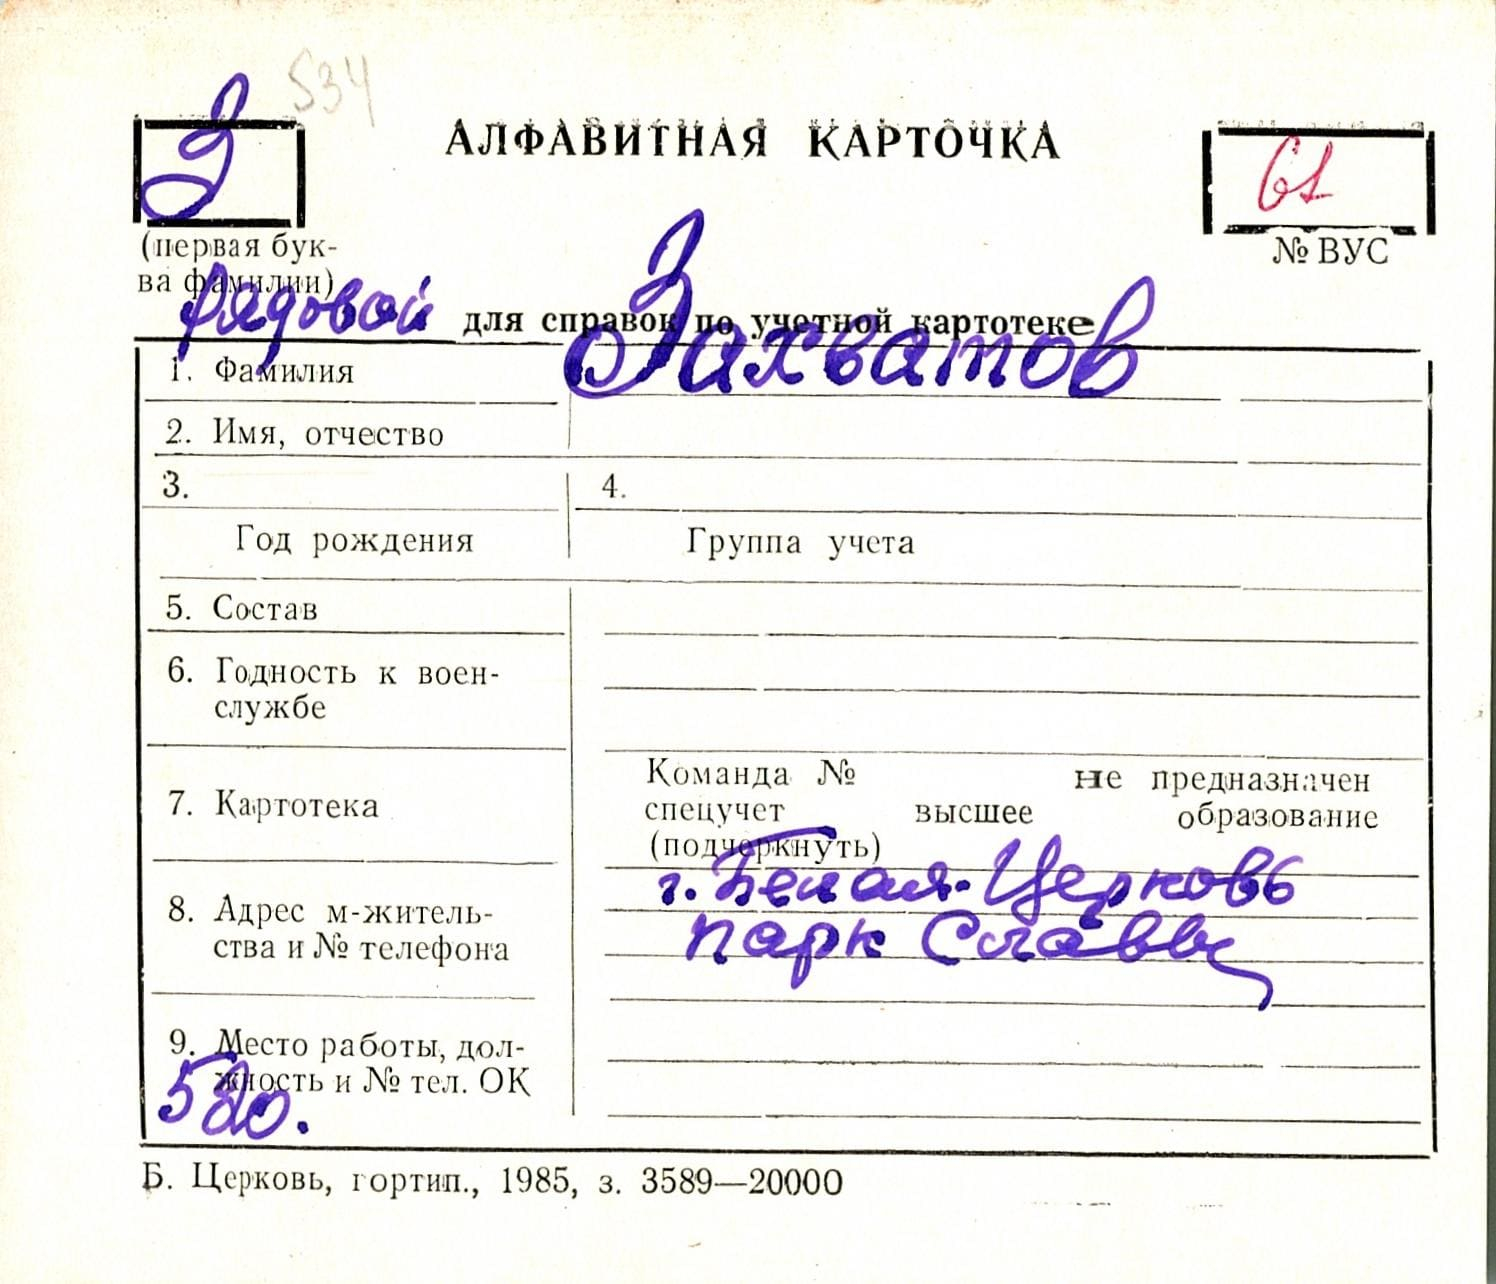 534
З
АЛФАВИТНАЯ КАРТОЧКА
61
(первая бук-
ва фамилии)
№ ВУС
рядовой для справок по учетной картотеке
1. Фамилия Захватов
2. Имя, отчество
3. 4.
Год рождения Группа учета
5. Состав
6. Годность к воен-
службе
7. Картотека
Команда № не предназначен
спецучет высшее образование
(подчеркнуть)
8. Адрес м-житель-
ства и № телефона
г. Белая-Церковь
парк Славы
9. Место работы, дол-
жность и № тел. ОК
Б. Церковь, гортип., 1985, з. 3589—20000